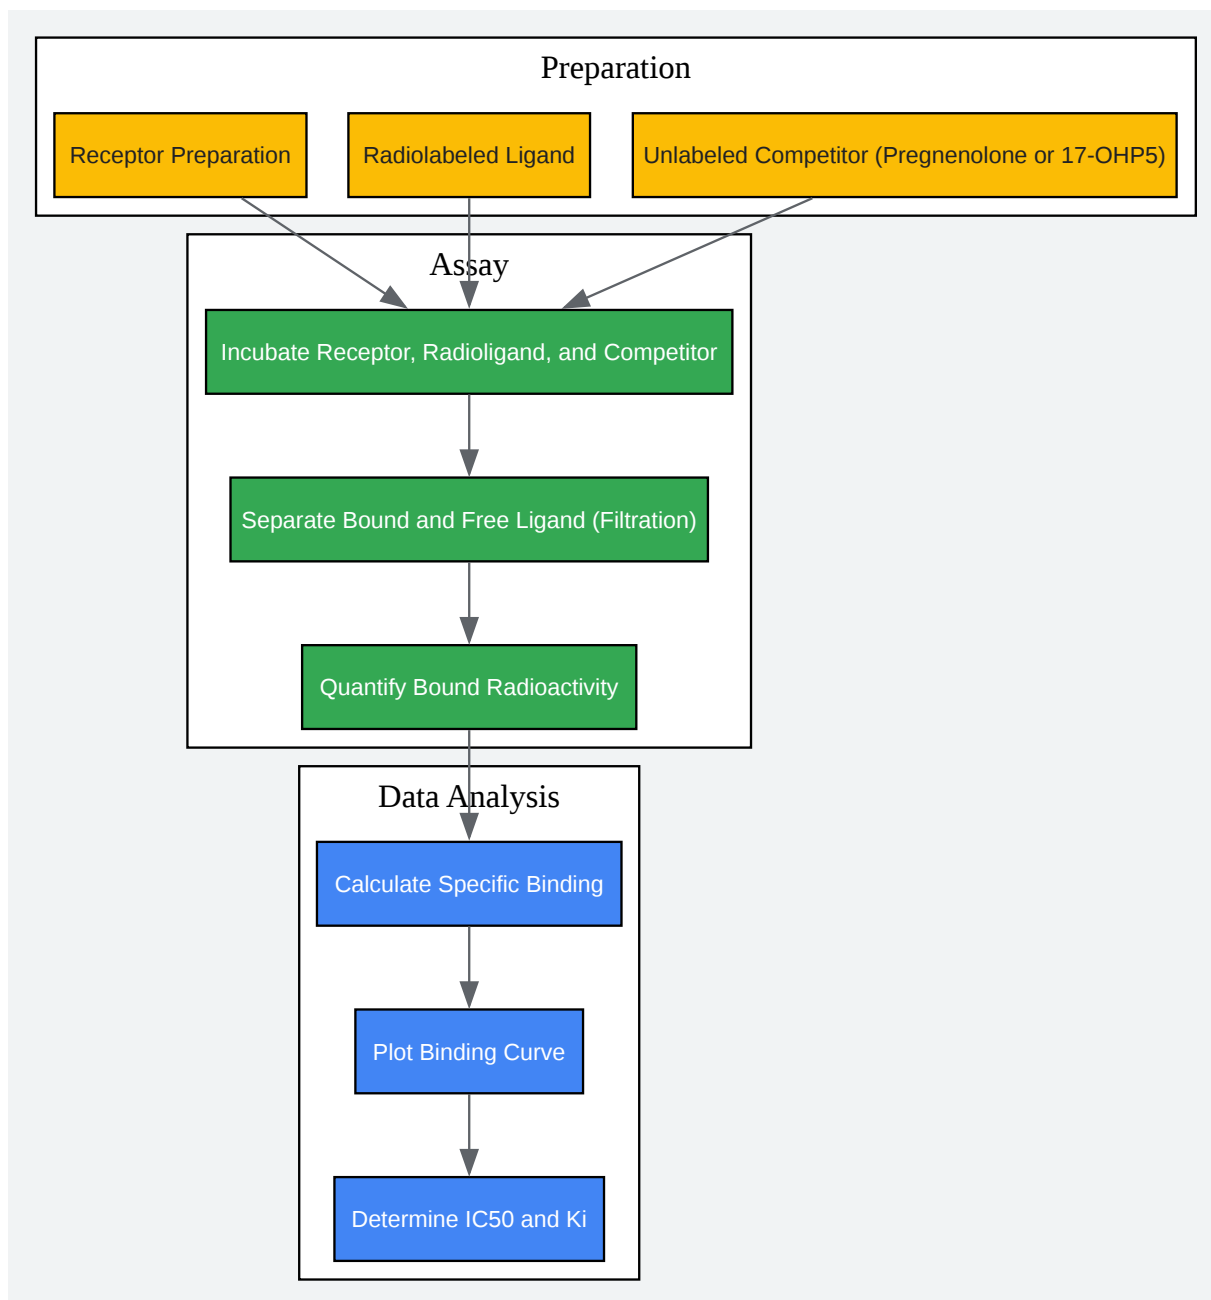 Preparation
Receptor Preparation
Radiolabeled Ligand
Unlabeled Competitor (Pregnenolone or 17-OHP5)
Assay
Incubate Receptor, Radioligand, and Competitor
Separate Bound and Free Ligand (Filtration)
Quantify Bound Radioactivity
Data Analysis
Calculate Specific Binding
Plot Binding Curve
Determine IC50 and Ki